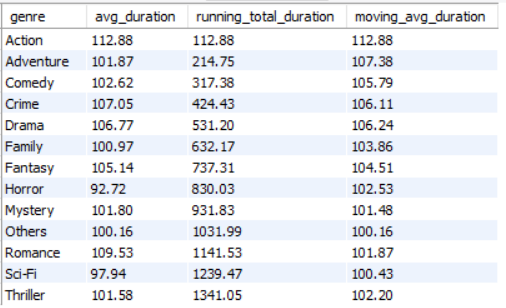 genre avg_duration running_total_duration moving_avg_duration
Action 112.88 112.88 112.88
Adventure 101.87 214.75 107.38
Comedy 102.62 317.38 105.79
Crime 107.05 424.43 106.11
Drama 106.77 531.20 106.24
Family 100.97 632.17 103.86
Fantasy 105.14 737.31 104.51
Horror 92.72 830.03 102.53
Mystery 101.80 931.83 101.48
Others 100.16 1031.99 100.16
Romance 109.53 1141.53 101.87
Sci-Fi 97.94 1239.47 100.43
Thriller 101.58 1341.05 102.20